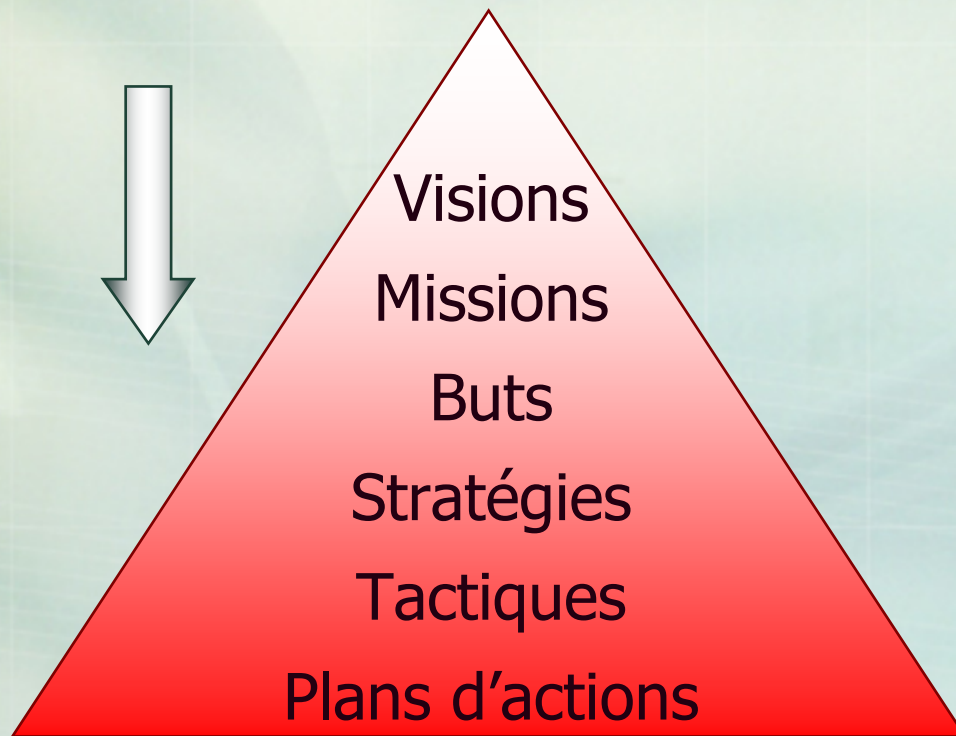 Visions
Missions
Buts
Stratégies
Tactiques
Plans d’actions